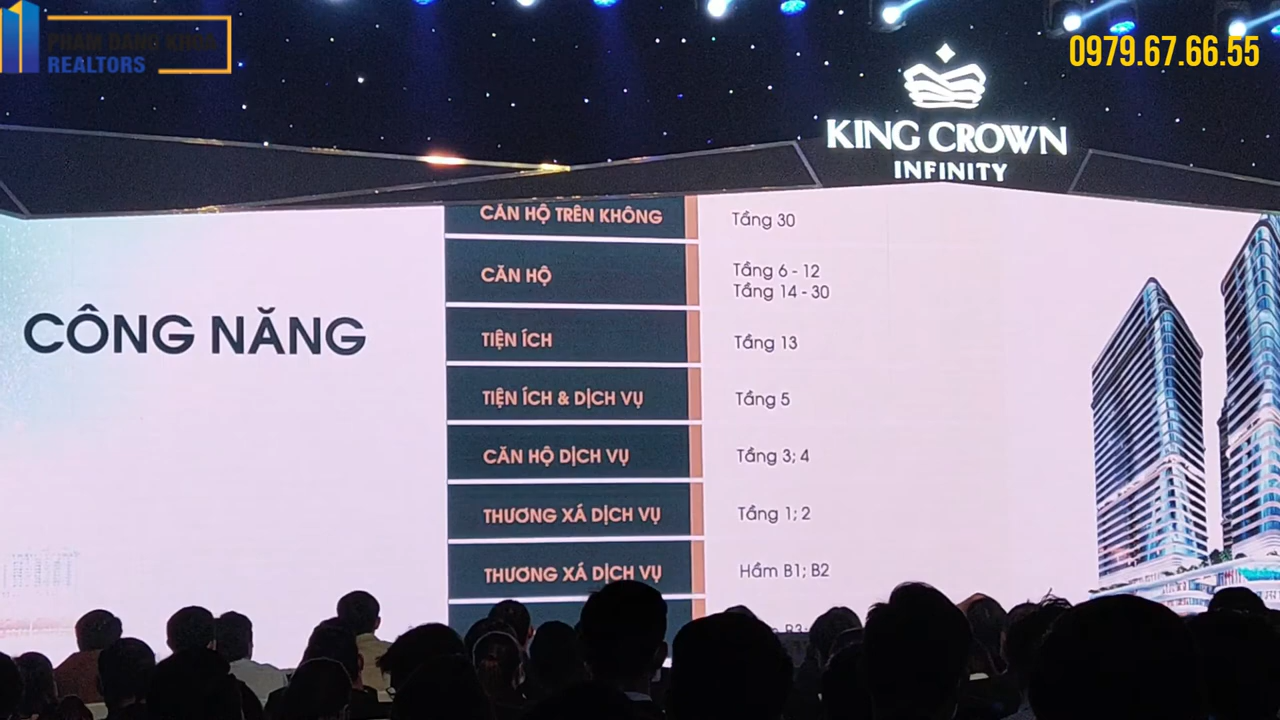 PHAM DANG KHOA
REALTORS
0979.67.66.55
KING CROWN
INFINITY
CÔNG NĂNG
CĂN HỘ TRÊN KHÔNG Tầng 30
CĂN HỘ Tầng 6 - 12
Tầng 14 - 30
TIỆN ÍCH Tầng 13
TIỆN ÍCH & DỊCH VỤ Tầng 5
CĂN HỘ DỊCH VỤ Tầng 3; 4
THƯƠNG XÁ DỊCH VỤ Tầng 1; 2
THƯƠNG XÁ DỊCH VỤ Hầm B1; B2